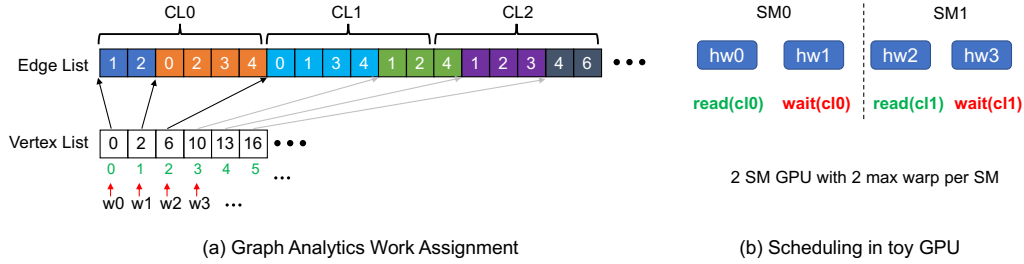 CL0 CL1 CL2
Edge List 1 2 0 2 3 4 0 1 3 4 1 2 4 1 2 3 4 6 •••
Vertex List 0 2 6 10 13 16 •••
0 1 2 3 4 5 ...
w0 w1 w2 w3 ...
(a) Graph Analytics Work Assignment
SM0 SM1
hw0 hw1 hw2 hw3
read(cl0) wait(cl0) read(cl1) wait(cl1)
2 SM GPU with 2 max warp per SM
(b) Scheduling in toy GPU